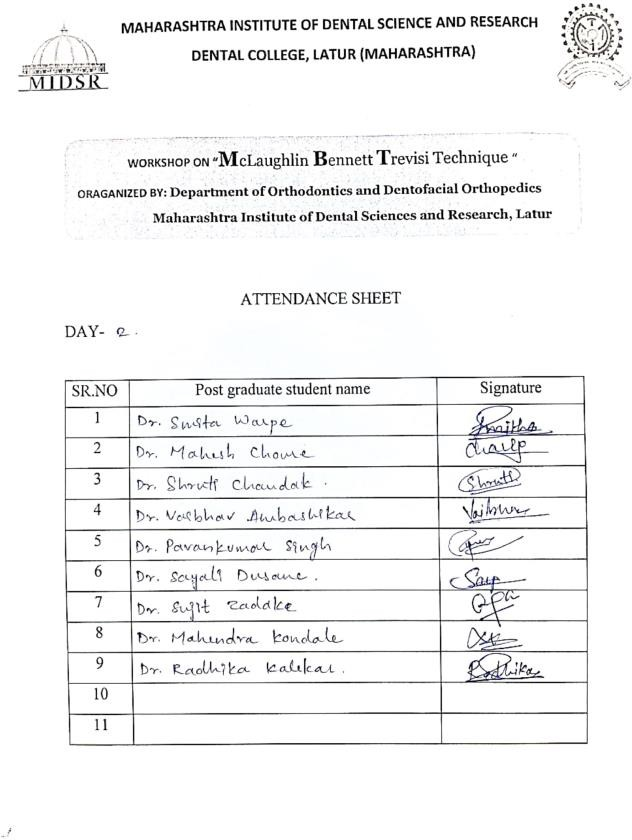 MAHARASHTRA INSTITUTE OF DENTAL SCIENCE AND RESEARCH
DENTAL COLLEGE, LATUR (MAHARASHTRA)
MIDSR
WORKSHOP ON "McLaughlin Bennett Trevisi Technique "
ORAGANIZED BY: Department of Orthodontics and Dentofacial Orthopedics
Maharashtra Institute of Dental Sciences and Research, Latur
ATTENDANCE SHEET
DAY- 2.
SR.NO Post graduate student name Signature
1 Dr. Smita Warpe Smitha
2 Dr. Mahesh Choure
3 Dr. Shruti Chandak. Shruti
4 Dr. Vaibhav Ambashikar Vaibhav
5 Dr. Pavankumar Singh
6 Dr. Sayali Dusane.
7 Dr. Sujit Zadake
8 Dr. Mahendra Kondale
9 Dr. Radhika Kalekar. Radhika
10
11